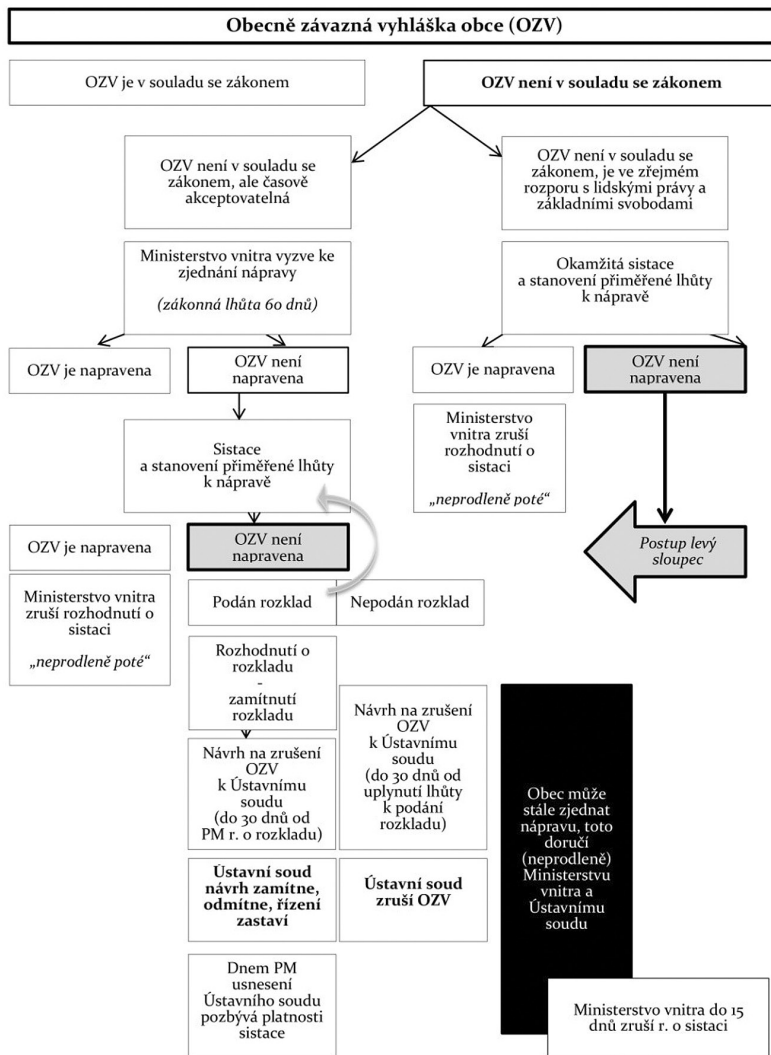 Obecně závazná vyhláška obce (OZV)
OZV je v souladu se zákonem
OZV není v souladu se zákonem
OZV není v souladu se
zákonem, ale časově
akceptovatelná
OZV není v souladu se
zákonem, je ve zřejmém
rozporu s lidskými právy a
základními svobodami
Ministerstvo vnitra vyzve ke
zjednání nápravy
(zákonná lhůta 60 dnů)
Okamžitá sistace
a stanovení přiměřené lhůty
k nápravě
OZV je napravena
OZV není
napravena
OZV je napravena
OZV není
napravena
Ministerstvo
vnitra zruší
rozhodnutí o
sistaci
„neprodleně poté“
Sistace
a stanovení přiměřené lhůty
k nápravě
OZV je napravena
OZV není
napravena
Postup levý
sloupec
Ministerstvo vnitra
zruší rozhodnutí o
sistaci
„neprodleně poté“
Podán rozklad
Nepodán rozklad
Rozhodnutí o
rozkladu
-
zamítnutí
rozkladu
Návrh na zrušení
OZV
k Ústavnímu
soudu
(do 30 dnů od
PM r. o rozkladu)
Návrh na zrušení
OZV
k Ústavnímu
soudu
(do 30 dnů od
uplynutí lhůty
k podání
rozkladu)
Obec může
stále zjednat
nápravu, toto
doručí
(neprodleně)
Ministerstvu
vnitra a
Ústavnímu
soudu
Ústavní soud
návrh zamítne,
odmítne, řízení
zastaví
Ústavní soud
zruší OZV
Dnem PM
usnesení
Ústavního soudu
pozbývá platnosti
sistace
Ministerstvo vnitra do 15
dnů zruší r. o sistaci